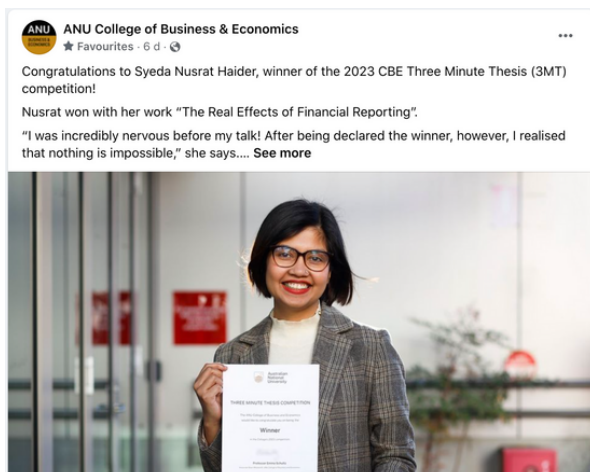 ANU College of Business & Economics
ANU
BUSINESS &
ECONOMICS
Favourites · 6 d ·
Congratulations to Syeda Nusrat Haider, winner of the 2023 CBE Three Minute Thesis (3MT)
competition!
Nusrat won with her work “The Real Effects of Financial Reporting”.
“I was incredibly nervous before my talk! After being declared the winner, however, I realised
that nothing is impossible,” she says.... See more
Australian
National
University
THREE MINUTE THESIS COMPETITION
Winner